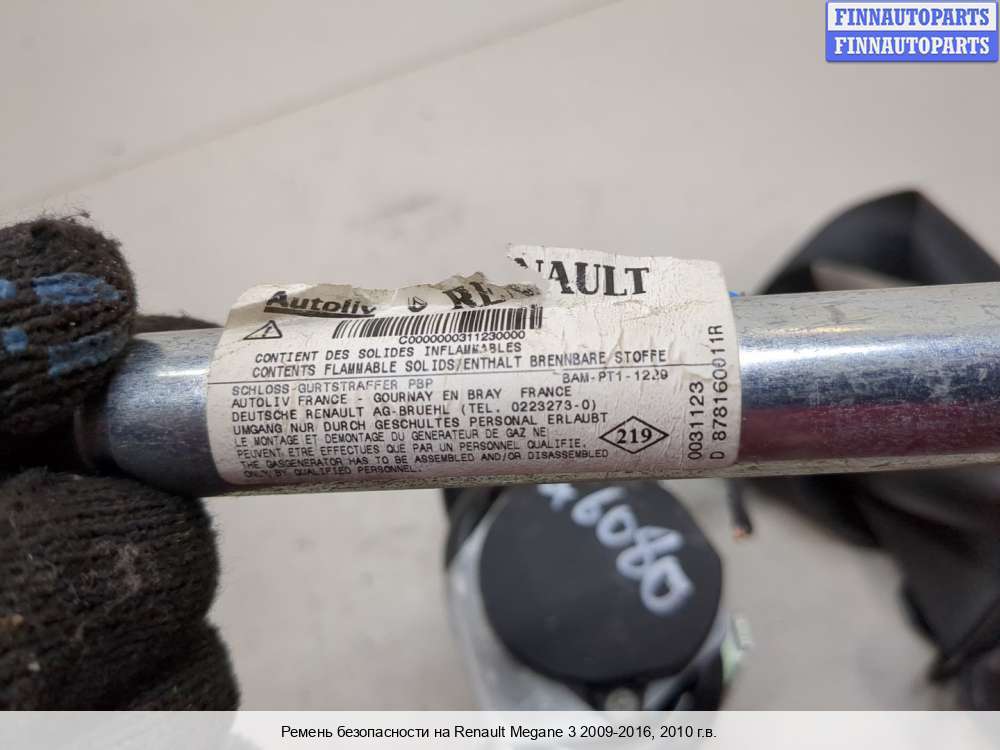 FINNAUTOPARTS
FINNAUTOPARTS
Autoliv RENAULT
C0000000311230000
CONTIENT DES SOLIDES INFLAMMABLES
CONTENTS FLAMMABLE SOLIDS/ENTHALT BRENNBARE STOFFE
SCHLOSS-GURTSTRAFFER PBP BAM-PT1-1229
AUTOLIV FRANCE - GOURNAY EN BRAY FRANCE
DEUTSCHE RENAULT AG-BRUEHL (TEL. 0223273-0)
UMGANG NUR DURCH GESCHULTES PERSONAL ERLAUBT
LE MONTAGE ET DEMONTAGE DU GENERATEUR DE GAZ NE
PEUVENT ETRE EFFECTUES QUE PAR UN PERSONNEL QUALIFIE.
THE GASGENERATOR HAS TO BE ASSEMBLED AND/OR DISASSEMBLED
ONLY BY QUALIFIED PERSONNEL.
219
0031123
D 878160011R
Ремень безопасности на Renault Megane 3 2009-2016, 2010 г.в.